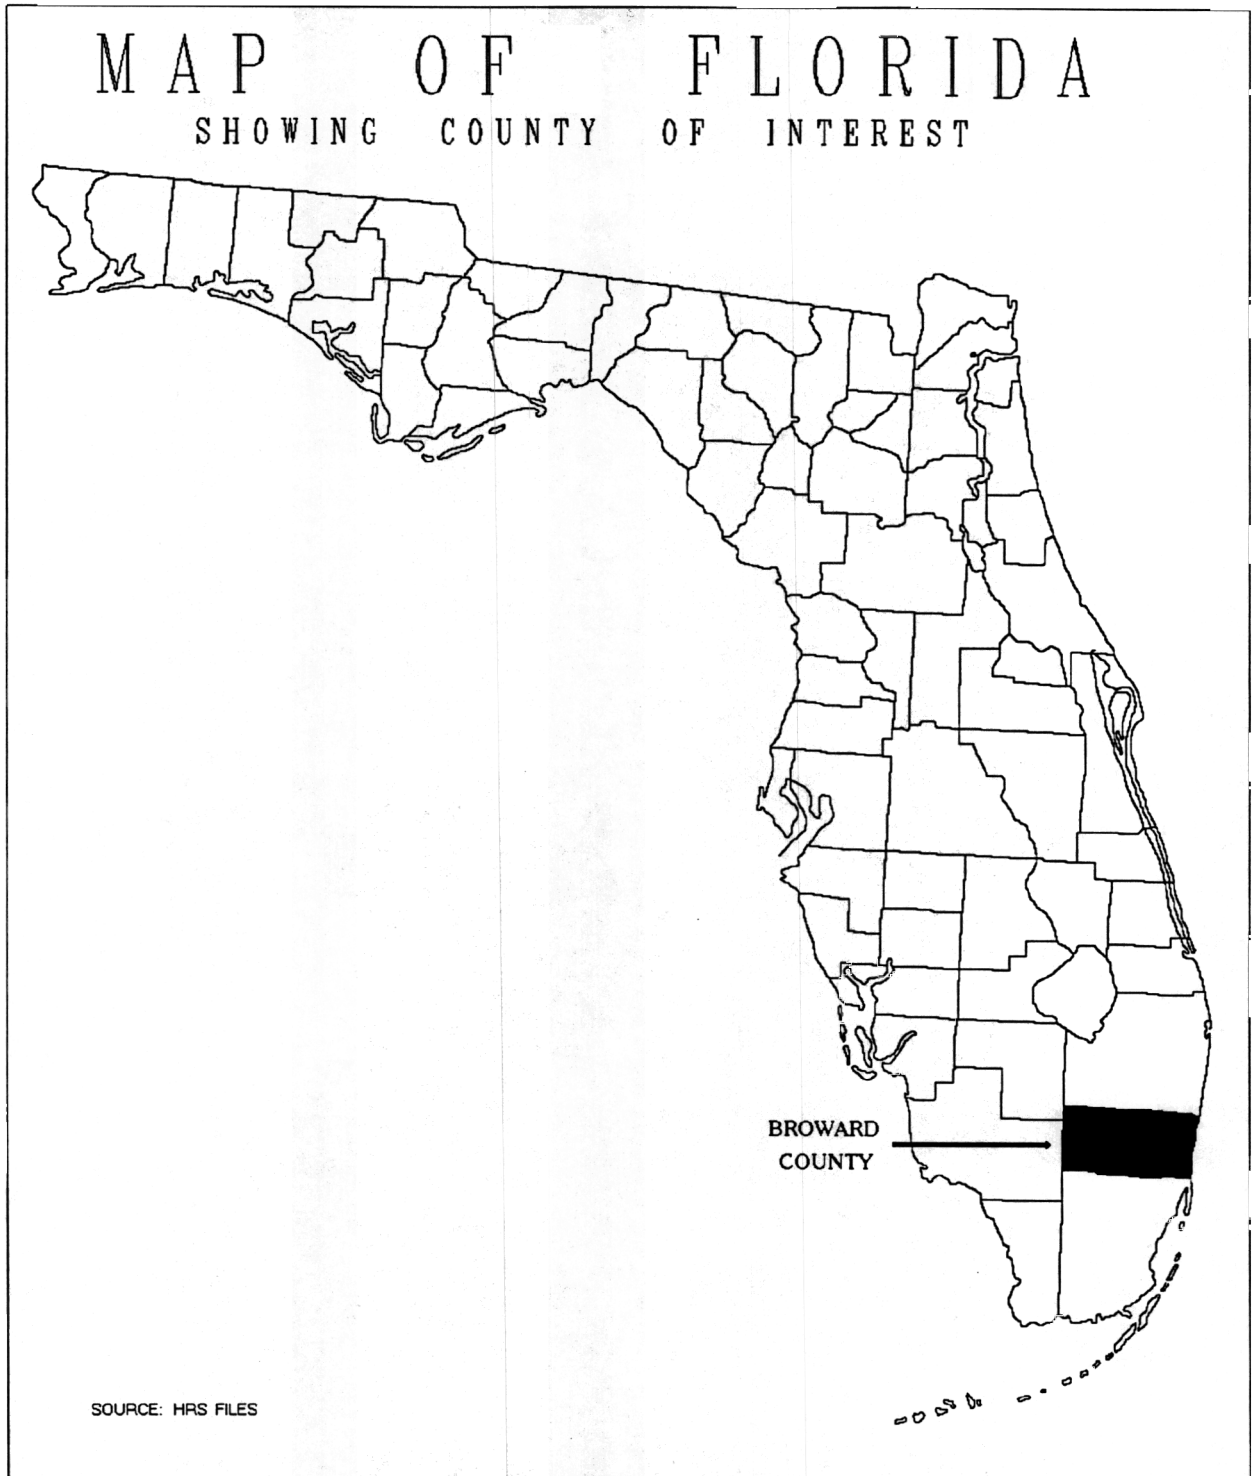 MAP OF FLORIDA
SHOWING COUNTY OF INTEREST
BROWARD
COUNTY
SOURCE: HRS FILES